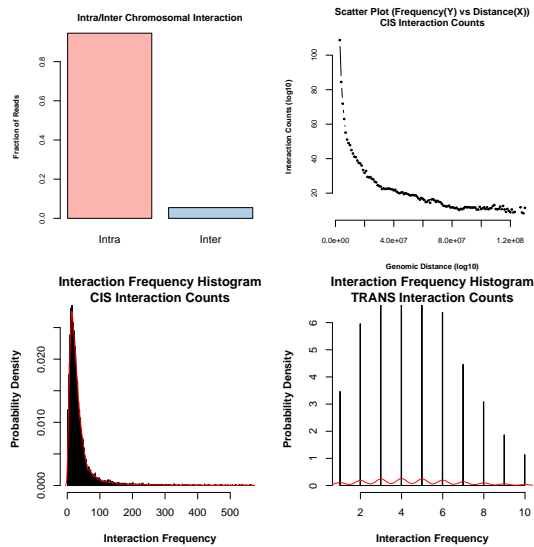 Intra/Inter Chromosomal Interaction
Fraction of Reads
0.0
0.2
0.4
0.6
0.8
Intra
Inter
Scatter Plot (Frequency(Y) vs Distance(X))
CIS Interaction Counts
Interaction Counts (log10)
20
40
60
80
100
0.0e+00
4.0e+07
8.0e+07
1.2e+08
Genomic Distance (log10)
Interaction Frequency Histogram
CIS Interaction Counts
Probability Density
0.000
0.010
0.020
0
100
200
300
400
500
Interaction Frequency
Interaction Frequency Histogram
TRANS Interaction Counts
Probability Density
0
1
2
3
4
5
6
2
4
6
8
10
Interaction Frequency